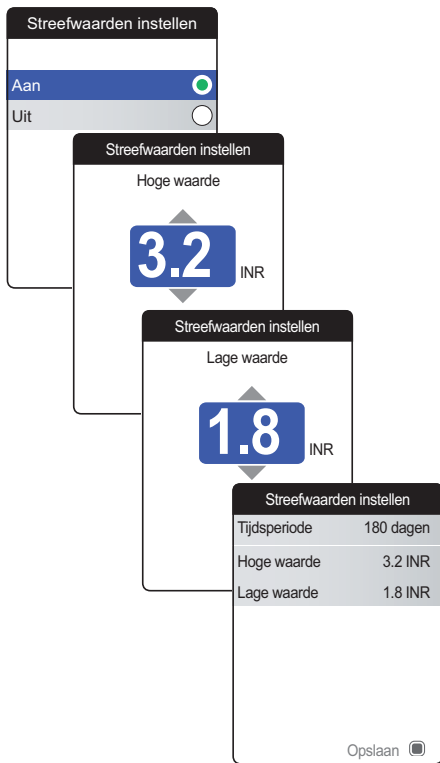 Streefwaarden instellen
Aan
Uit
Streefwaarden instellen
Hoge waarde
3.2 INR
Streefwaarden instellen
Lage waarde
1.8 INR
Streefwaarden instellen
Tijdsperiode 180 dagen
Hoge waarde 3.2 INR
Lage waarde 1.8 INR
Opslaan